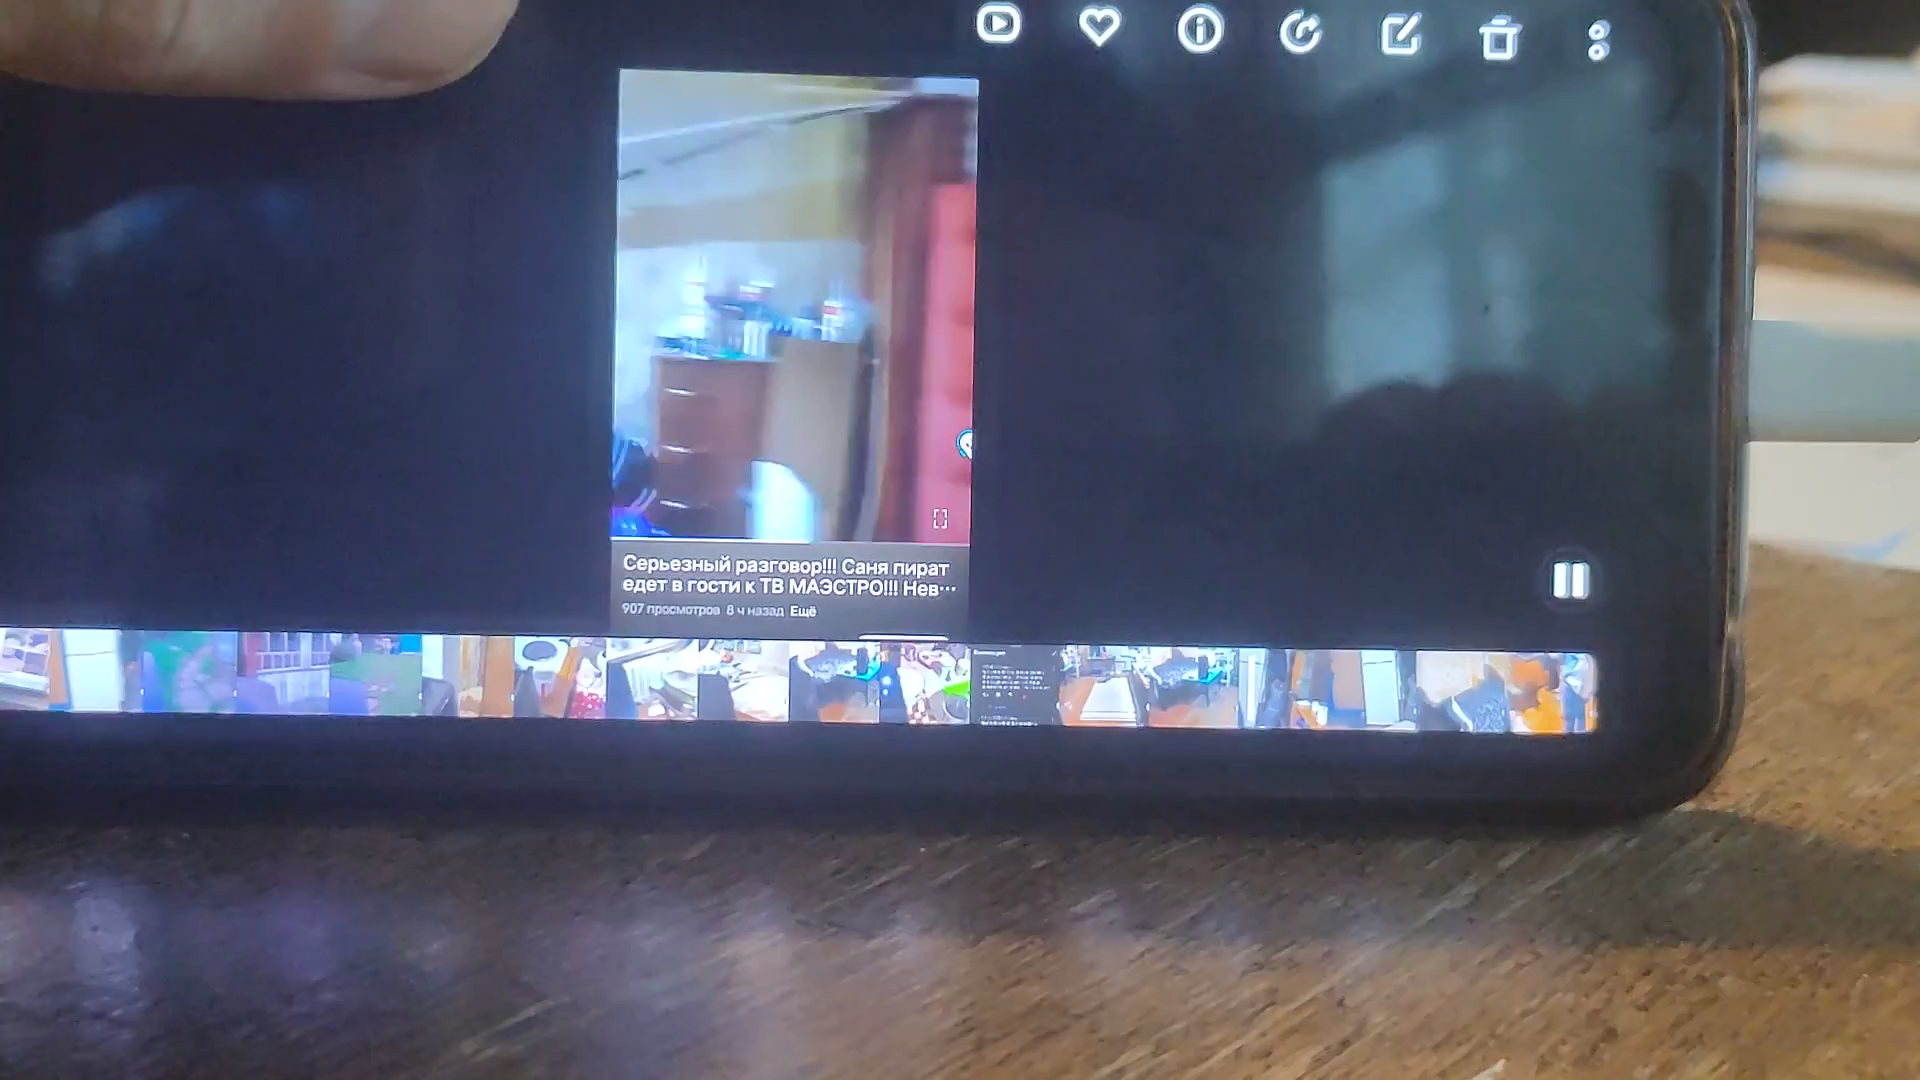 Серьезный разговор!!! Саня пират
едет в гости к ТВ МАЭСТРО!!! Нев...
907 просмотров 8 ч назад Ещё